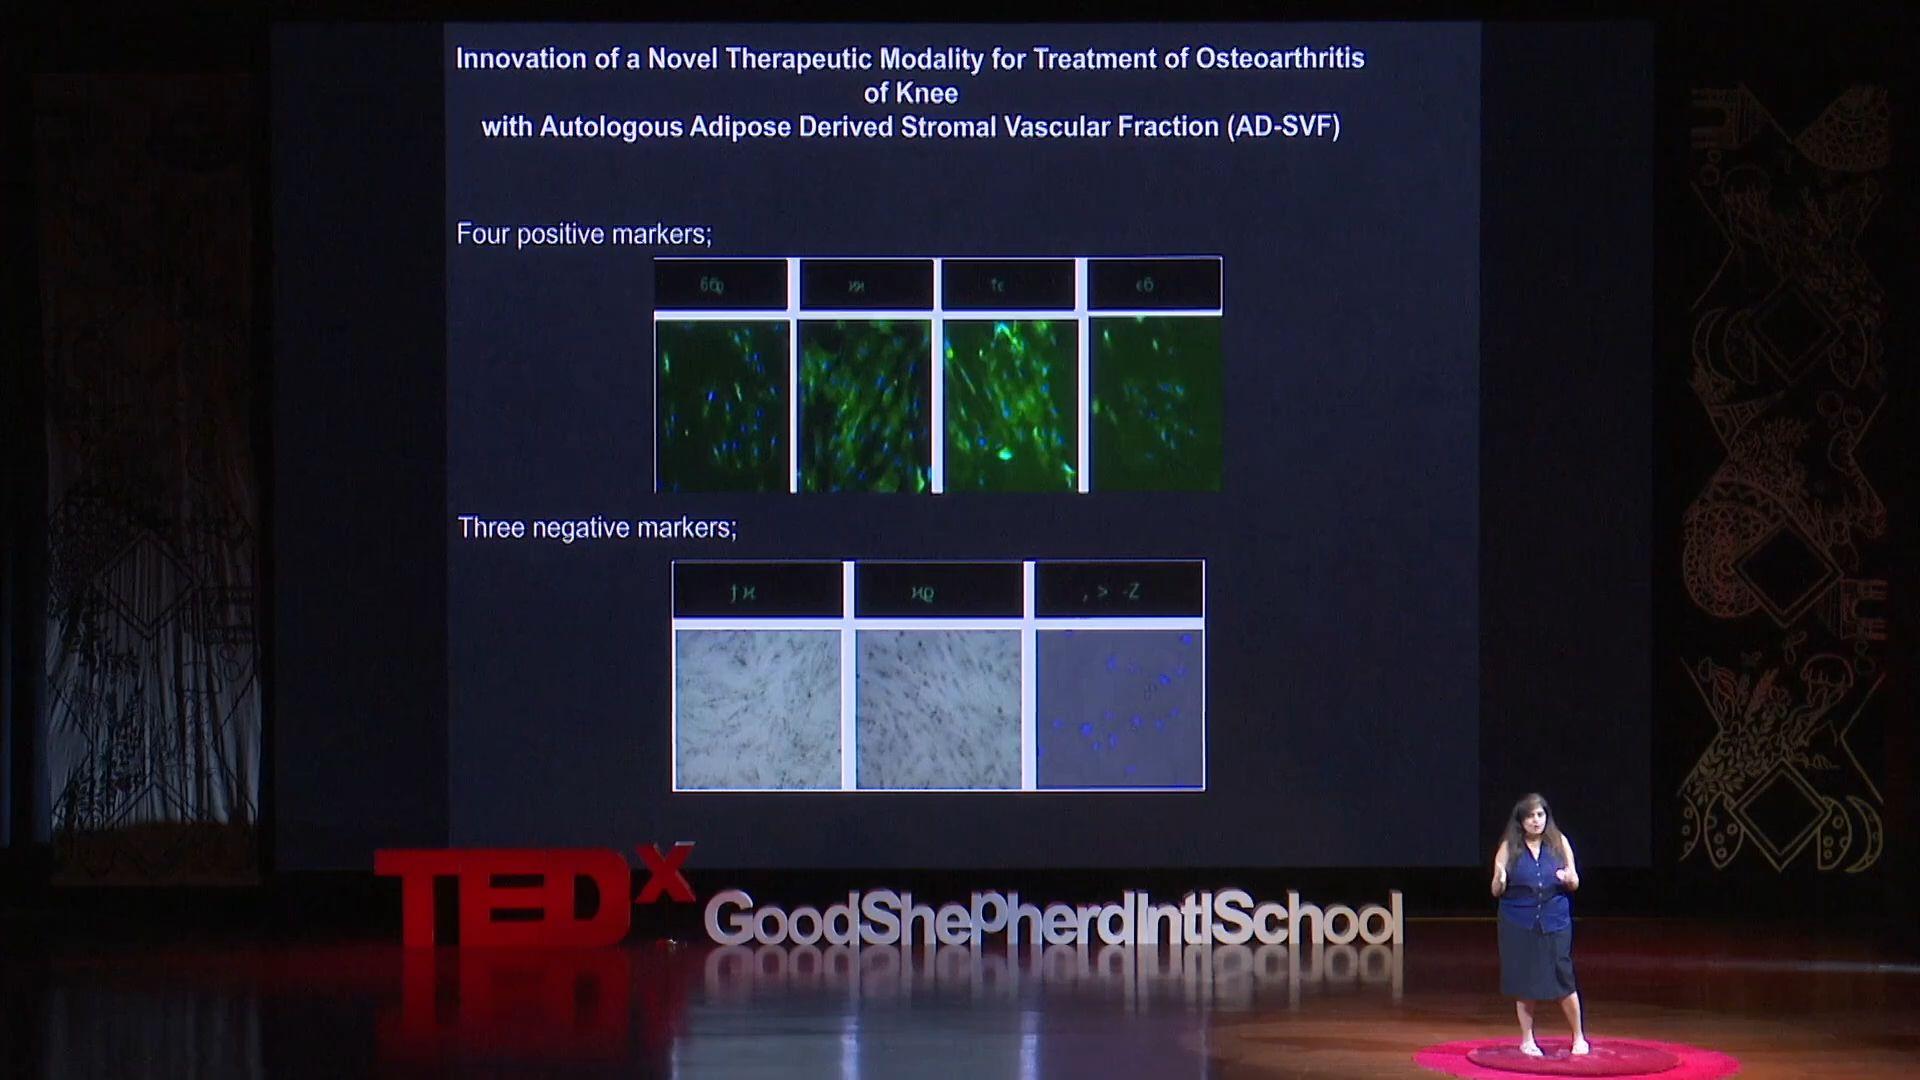 Innovation of a Novel Therapeutic Modality for Treatment of Osteoarthritis
of Knee
with Autologous Adipose Derived Stromal Vascular Fraction (AD-SVF)
Four positive markers;
Three negative markers;
TEDx
GoodShepherdIntlSchool